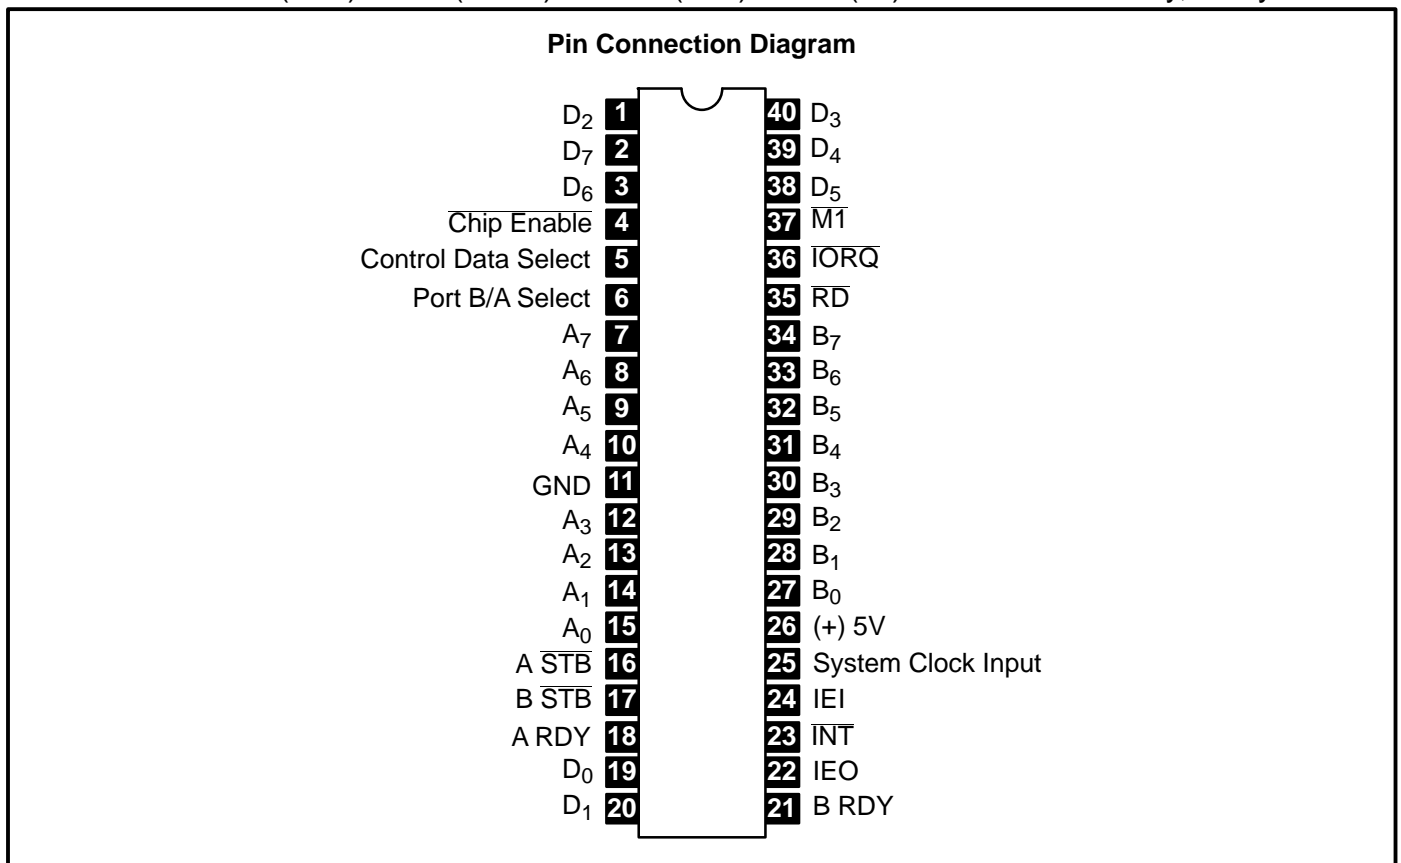 Pin Connection Diagram
D2 1 40 D3
D7 2 39 D4
D6 3 38 D5
Chip Enable 4 37 M1
Control Data Select 5 36 IORQ
Port B/A Select 6 35 RD
A7 7 34 B7
A6 8 33 B6
A5 9 32 B5
A4 10 31 B4
GND 11 30 B3
A3 12 29 B2
A2 13 28 B1
A1 14 27 B0
A0 15 26 (+) 5V
A STB 16 25 System Clock Input
B STB 17 24 IEI
A RDY 18 23 INT
D0 19 22 IEO
D1 20 21 B RDY